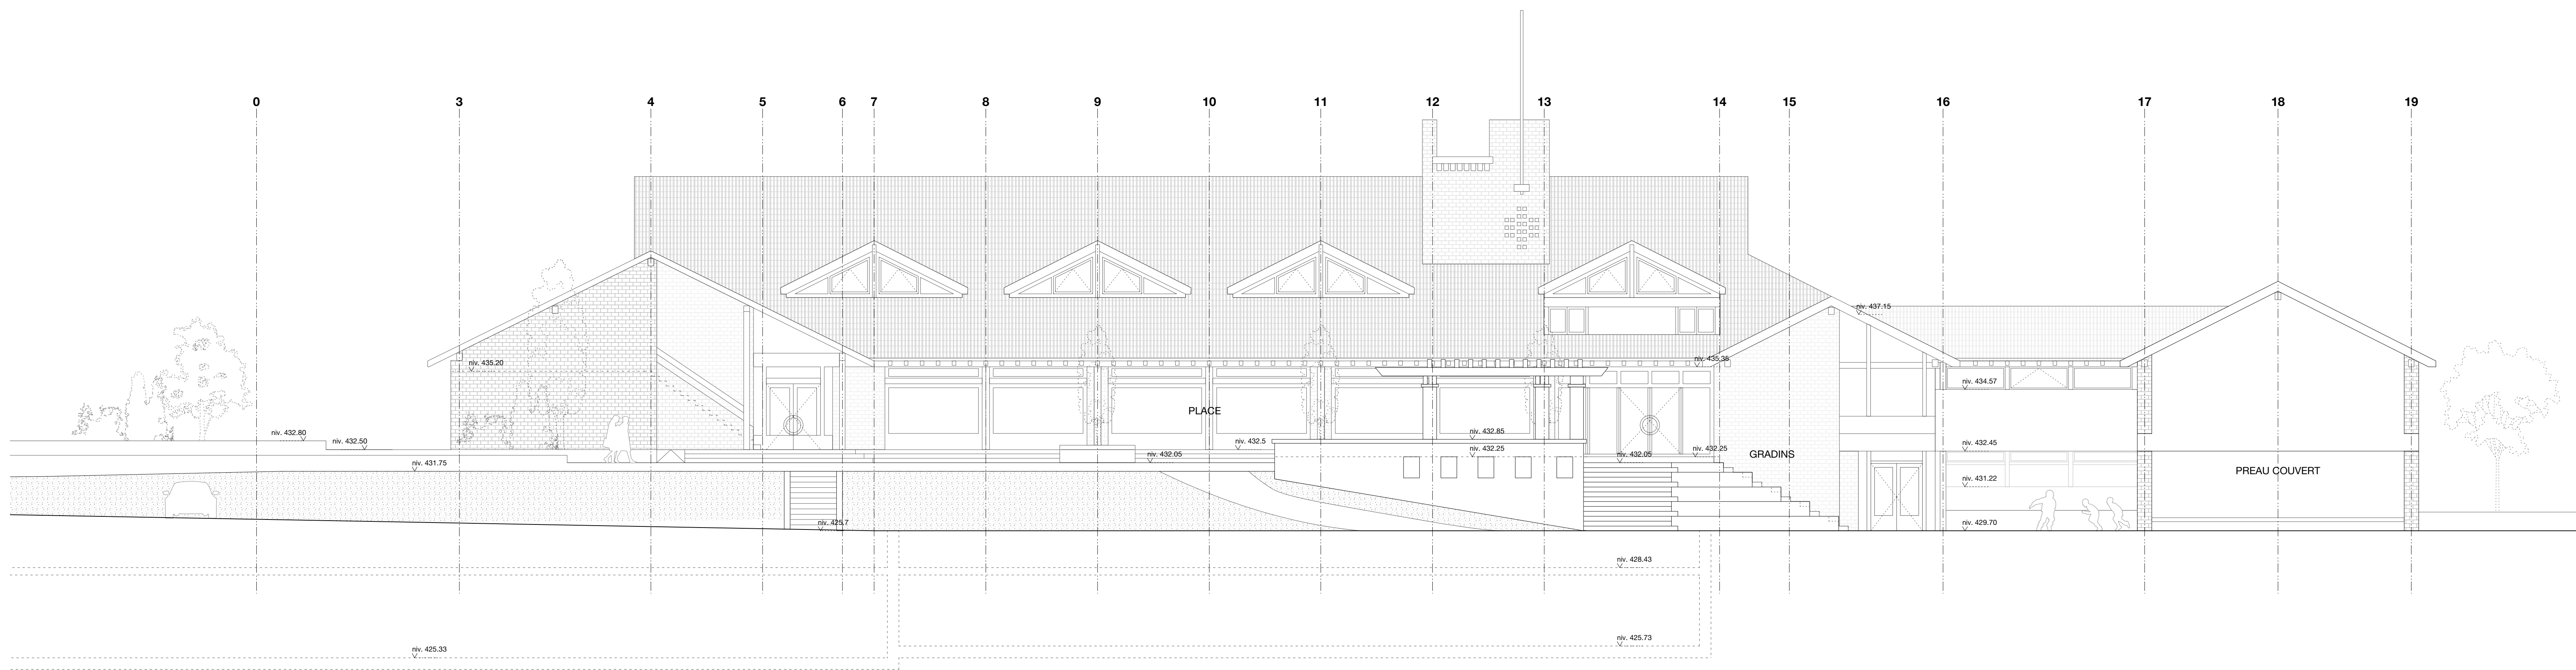 0 3 4 5 6 7 8 9 10 11 12 13 14 15 16 17 18 19
niv. 437.15
niv. 435.20
niv. 435.35
niv. 434.57
PLACE
niv. 432.80
niv. 432.50
niv. 432.5
niv. 432.85
niv. 432.45
niv. 432.05
niv. 432.25
niv. 432.05
niv. 432.25
GRADINS
niv. 431.75
PREAU COUVERT
niv. 431.22
niv. 425.7
niv. 429.70
niv. 428.43
niv. 425.73
niv. 425.33